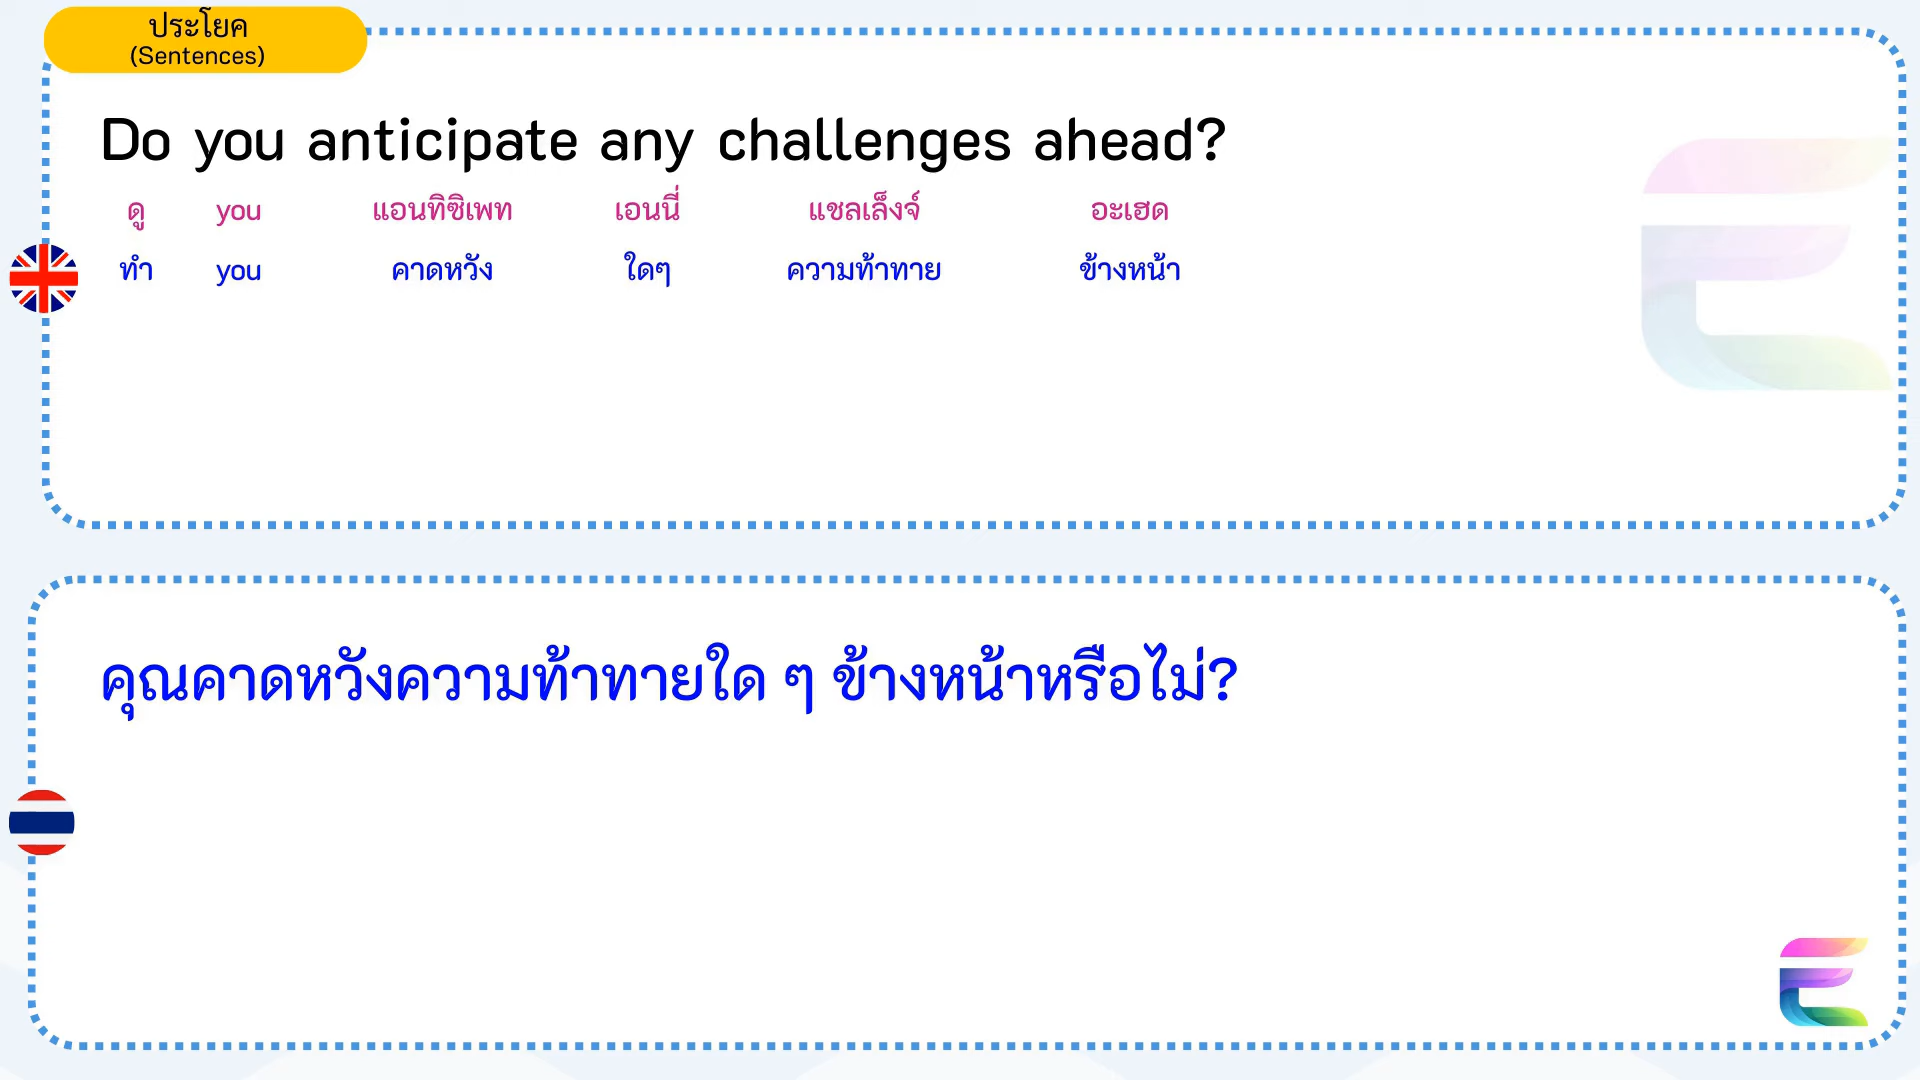 ประโยค
(Sentences)
Do you anticipate any challenges ahead?
ดู you แอนทิซิเพท เอนนี่ แชลเล็งจ์ อะเฮด
ทำ you คาดหวัง ใดๆ ความท้าทาย ข้างหน้า
คุณคาดหวังความท้าทายใด ๆ ข้างหน้าหรือไม่?